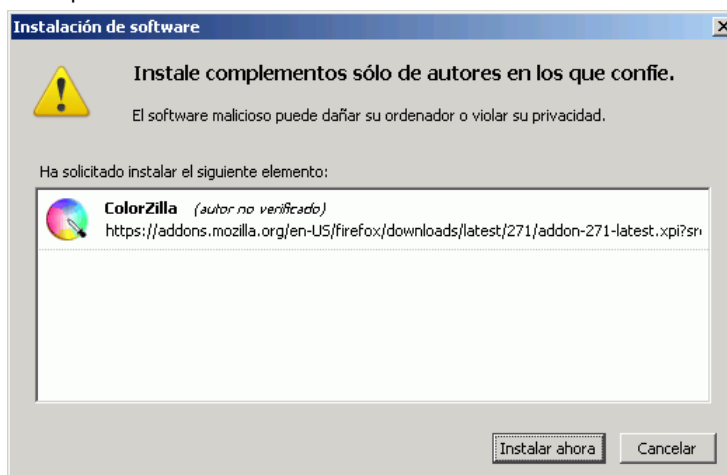 Instalación de software
Instale complementos sólo de autores en los que confíe.
El software malicioso puede dañar su ordenador o violar su privacidad.
Ha solicitado instalar el siguiente elemento:
ColorZilla (autor no verificado)
https://addons.mozilla.org/en-US/firefox/downloads/latest/271/addon-271-latest.xpi?sr
Instalar ahora Cancelar